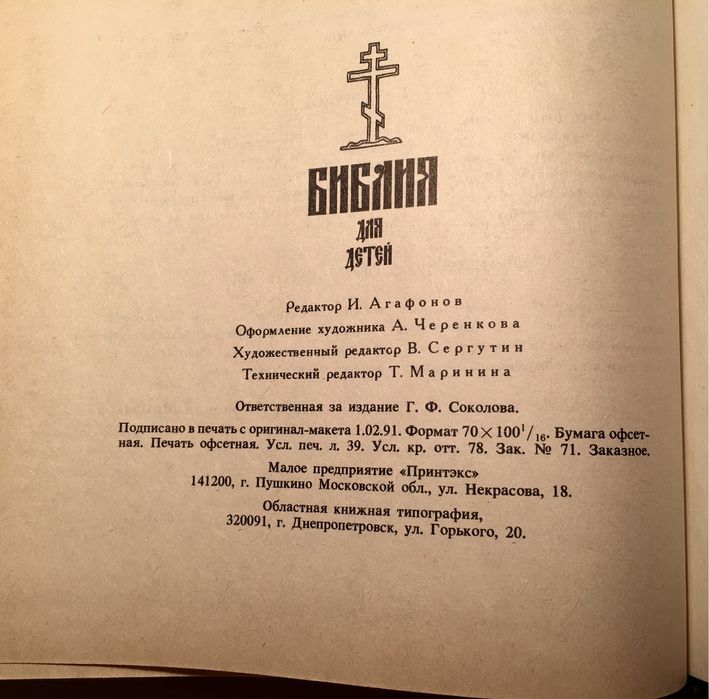 БИБЛИЯ
ДЛЯ
ДЕТЕЙ
Редактор И. Агафонов
Оформление художника А. Черенкова
Художественный редактор В. Сергутин
Технический редактор Т. Маринина
Ответственная за издание Г. Ф. Соколова.
Подписано в печать с оригинал-макета 1.02.91. Формат 70×100¹/₁₆. Бумага офсет-
ная. Печать офсетная. Усл. печ. л. 39. Усл. кр. отт. 78. Зак. № 71. Заказное.
Малое предприятие «Принтэкс»
141200, г. Пушкино Московской обл., ул. Некрасова, 18.
Областная книжная типография,
320091, г. Днепропетровск, ул. Горького, 20.